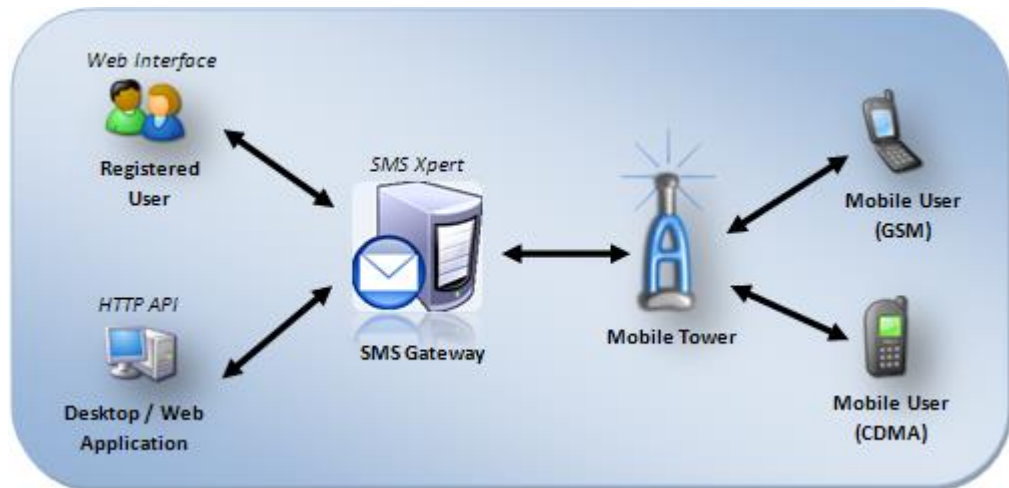 Web Interface
Registered
User
HTTP API
Desktop / Web
Application
SMS Xpert
SMS Gateway
Mobile Tower
Mobile User
(GSM)
Mobile User
(CDMA)